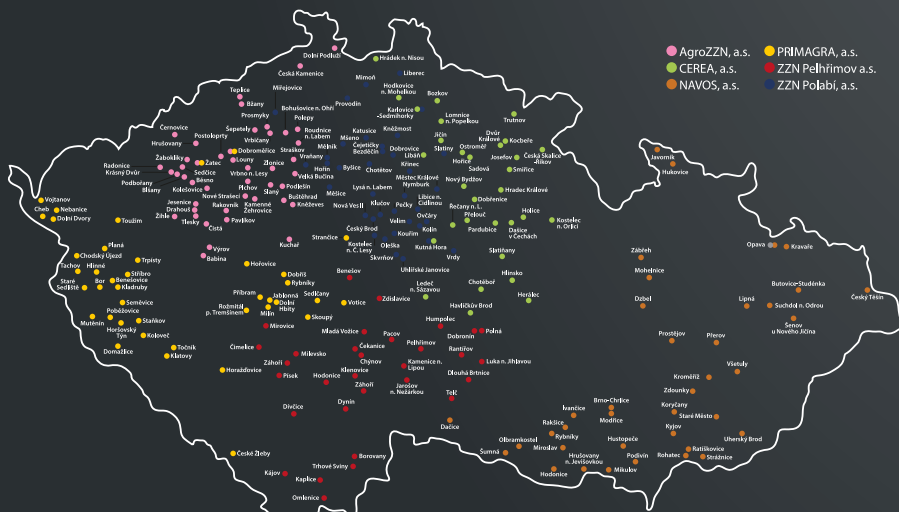 AgroZZN, a.s.
CEREA, a.s.
NAVOS, a.s.
PRIMAGRA, a.s.
ZZN Pelhřimov a.s.
ZZN Polabí, a.s.
Dolní Podluží
Hrádek n. Nisou
Česká Kamenice
Liberec
Mimoň
Teplice
Miřejovice
Hodkovice
n. Mohelkou
Bžany
Bohušovice n. Ohří
Provodín
Bozkov
Prosmyky
Polepy
Karlovice
-Sedmihorky
Lomnice
n. Popelkou
Trutnov
Černovice
Postoloprty
Šepetely
Roudnice
n. Labem
Katusice
Kněžmost
Jičín
Dvůr
Králové
Kocbeře
Hrušovany
Vrbičany
Straškov
Mšeno
Mělník
Čejetičky
Bezděčín
Dobrovice
Slatiny
Ostroměř
Josefov
Česká Skalice
-Říkov
Žabokliky
Dobroměřice
Vraňany
Libáň
Hořice
Radonice
Žatec
Louny
Zlonice
Hořín
Byšice
Chotětov
Křinec
Sadová
Smiřice
Krásný Dvůr
Sedčice
Vrbno n. Lesy
Velká Bučina
Podbořany
Běsno
Plchov
Podlešín
Město Králové
Nymburk
Nový Bydžov
Hradec Králové
Blšany
Kolešovice
Nové Strašecí
Slaný
Měšice
Lysá n. Labem
Libice n.
Cidlinou
Dobřenice
Jesenice
Drahouš
Rakovník
Kamenné
Žehrovice
Buštěhrad
Kněževes
Nová Ves II
Klučov
Pečky
Rečany n. L.
Přelouč
Holice
Žihle
Tlesky
Pavlíkov
Čistá
Valim
Ovčáry
Pardubice
Dašice
v Čechách
Kostelec
n. Orlicí
Vojtanov
Cheb
Nebanice
Dolní Dvory
Toužim
Kuchař
Strančice
Český Brod
Kouřim
Kolín
Kostelec
n. Č. Lesy
Oleška
Kutná Hora
Výrov
Babina
Skvrňov
Vrdy
Slatiňany
Planá
Chodský Újezd
Trpisty
Hořovice
Uhlířské Janovice
Tachov
Hlinné
Stříbro
Dobříš
Benešov
Ledeč
n. Sázavou
Chotěboř
Hlinsko
Staré
Sedliště
Bor
Benešovice
Kladruby
Rybníky
Příbram
Jablonná
Dolní
Hbity
Sedlčany
Votice
Zdislavice
Havlíčkův Brod
Herálec
Seměvice
Rožmitál
p. Tremšínem
Milín
Skoupý
Poběžovice
Mutěnín
Horšovský
Týn
Staňkov
Koloveč
Mirovice
Mladá Vožice
Humpolec
Polná
Dobronín
Domažlice
Točník
Klatovy
Čimelice
Milevsko
Čekanice
Pacov
Pelhřimov
Rantířov
Chýnov
Horažďovice
Záhoří
Písek
Klenovice
Kamenice n.
Lipou
Luka n. Jihlavou
Hodonice
Záhoří
Jarošov
n. Nežárkou
Dlouhá Brtnice
Dívčice
Dynín
Telč
Dačice
České Žleby
Borovany
Kájov
Trhové Sviny
Kaplice
Omlenice
Javorník
Hukovice
Zábřeh
Opava
Kravaře
Mohelnice
Butovice-Studénka
Český Těšín
Dzbel
Lipná
Suchdol n. Odrou
Šenov
u Nového Jičína
Prostějov
Přerov
Všetuly
Kroměříž
Zdounky
Brno-Chrlice
Modřice
Ivančice
Koryčany
Staré Město
Rakšice
Rybníky
Kyjov
Uherský Brod
Olbramkostel
Miroslav
Hustopeče
Šumná
Hrušovany
n. Jevišovkou
Podivín
Rohatec
Ratíškovice
Strážnice
Hodonice
Mikulov